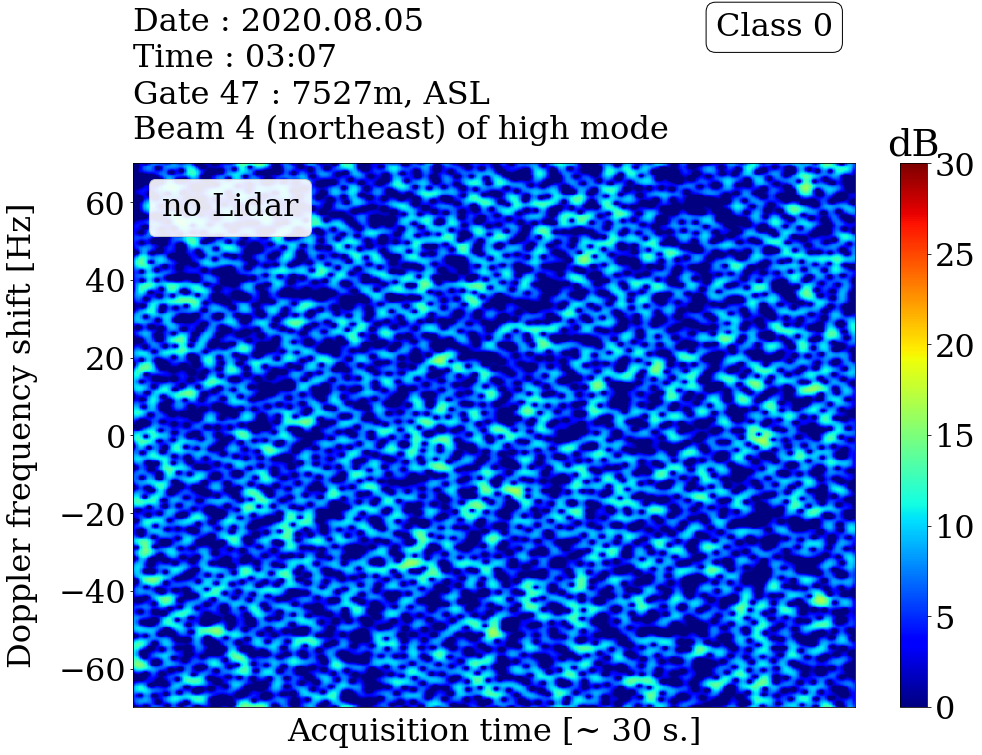 Date : 2020.08.05
Time : 03:07
Gate 47 : 7527m, ASL
Beam 4 (northeast) of high mode
Class 0
dB
no Lidar
Doppler frequency shift [Hz]
60
40
20
0
−20
−40
−60
Acquisition time [~ 30 s.]
30
25
20
15
10
5
0